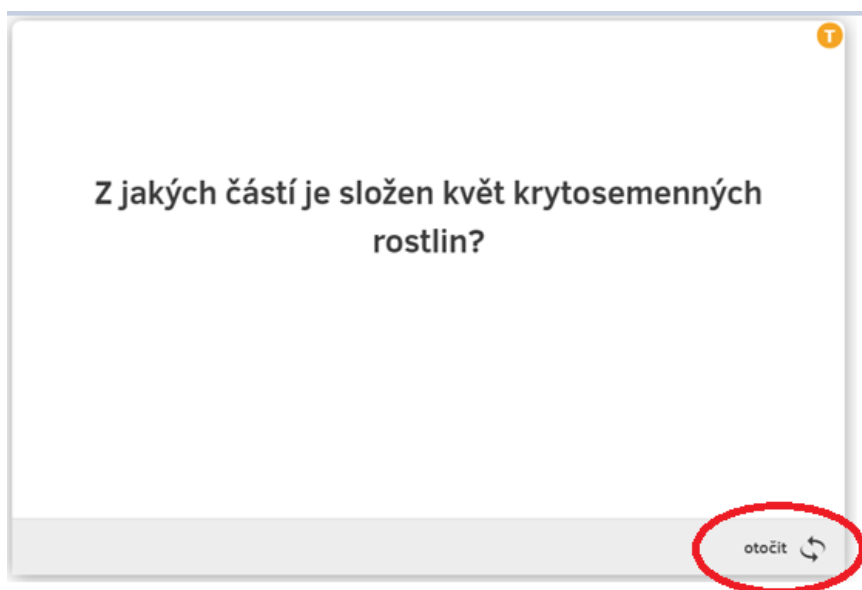 T
Z jakých částí je složen květ krytosemenných
rostlin?
otočit